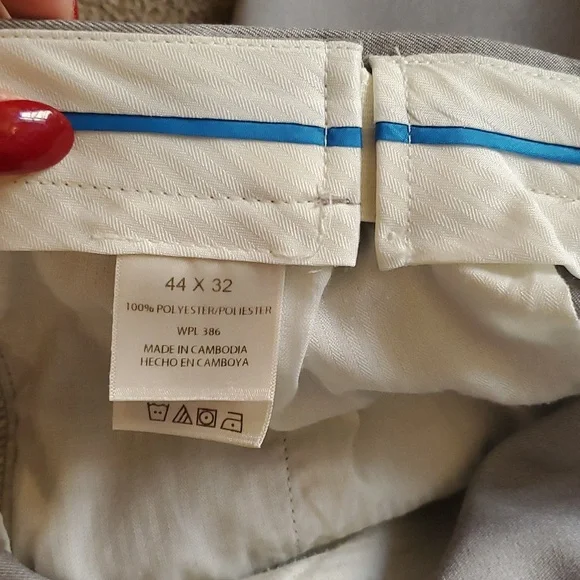 44 X 32
100% POLYESTER/POLIESTER
WPL 386
MADE IN CAMBODIA
HECHO EN CAMBOYA